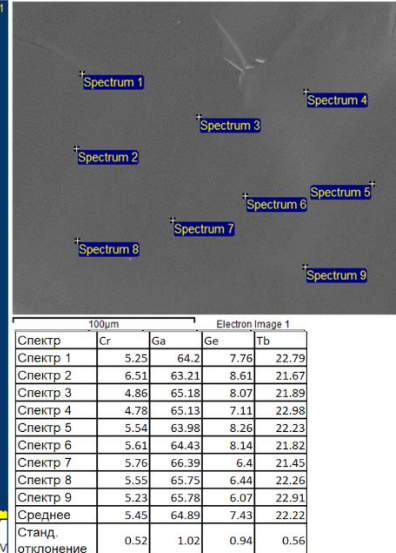 1
Spectrum 1
Spectrum 4
Spectrum 3
Spectrum 2
Spectrum 5
Spectrum 6
Spectrum 7
Spectrum 8
Spectrum 9
100µm Electron Image 1
Спектр Cr Ga Ge Tb
Спектр 1 5.25 64.2 7.76 22.79
Спектр 2 6.51 63.21 8.61 21.67
Спектр 3 4.86 65.18 8.07 21.89
Спектр 4 4.78 65.13 7.11 22.98
Спектр 5 5.54 63.98 8.26 22.23
Спектр 6 5.61 64.43 8.14 21.82
Спектр 7 5.76 66.39 6.4 21.45
Спектр 8 5.55 65.75 6.44 22.26
Спектр 9 5.23 65.78 6.07 22.91
Среднее 5.45 64.89 7.43 22.22
Станд.
отклонение 0.52 1.02 0.94 0.56